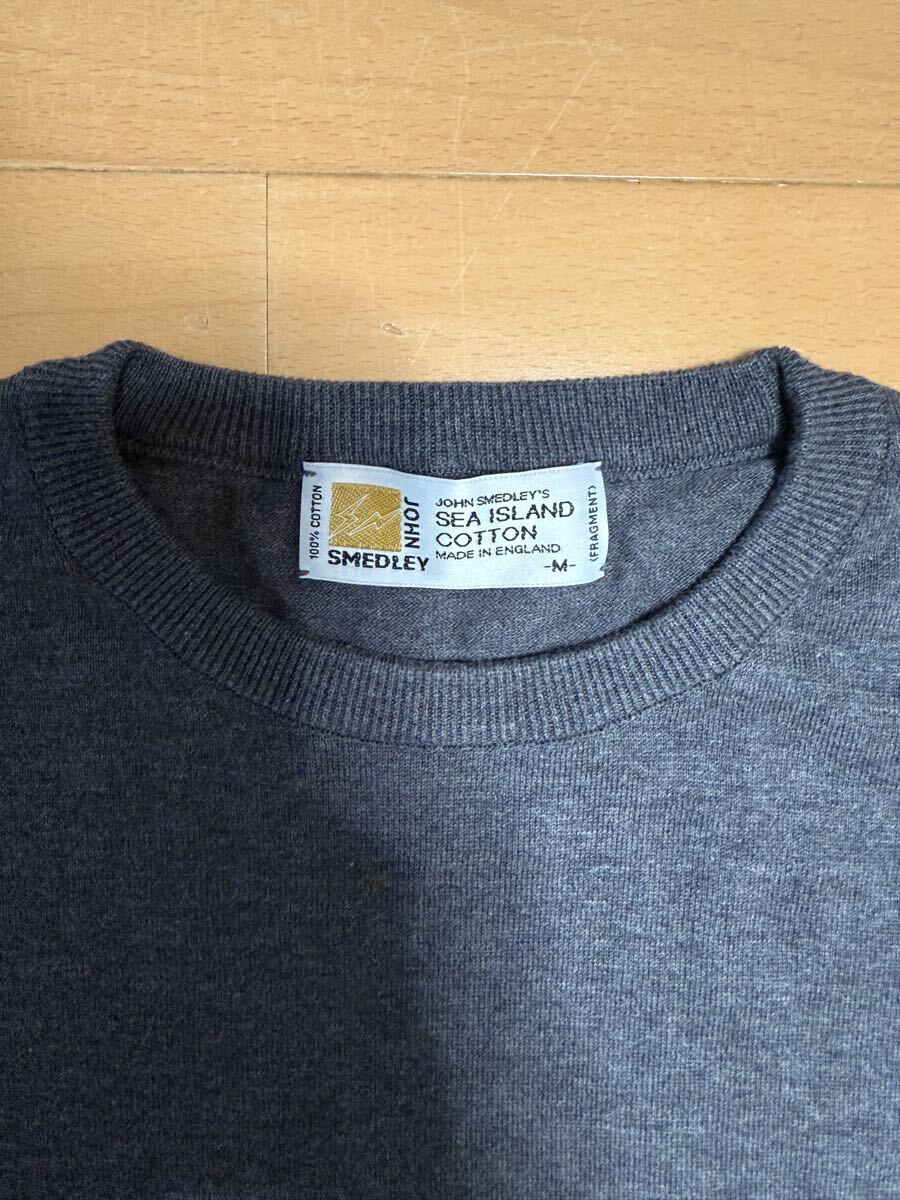 100% COTTON
JOHN
SMEDLEY
JOHN SMEDLEY'S
SEA ISLAND
COTTON
MADE IN ENGLAND
-M-
(FRAGMENT)